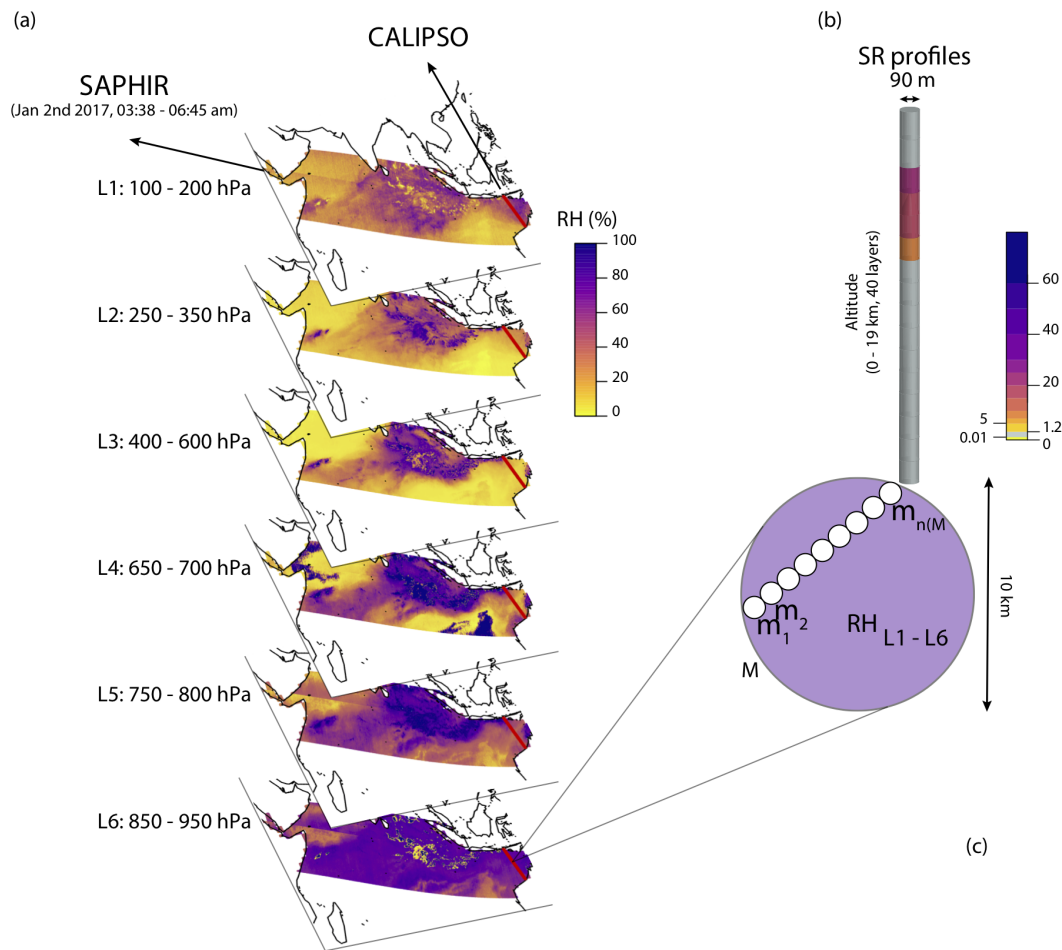 (a)
CALIPSO
SAPHIR
(Jan 2nd 2017, 03:38 - 06:45 am)
L1: 100 - 200 hPa
L2: 250 - 350 hPa
L3: 400 - 600 hPa
L4: 650 - 700 hPa
L5: 750 - 800 hPa
L6: 850 - 950 hPa
RH (%)
100
80
60
40
20
0
(b)
SR profiles
90 m
Altitude
(0 - 19 km, 40 layers)
60
40
20
5
1.2
0.01
0
m n(M
m 2
m 1
RH L1 - L6
M
10 km
(c)